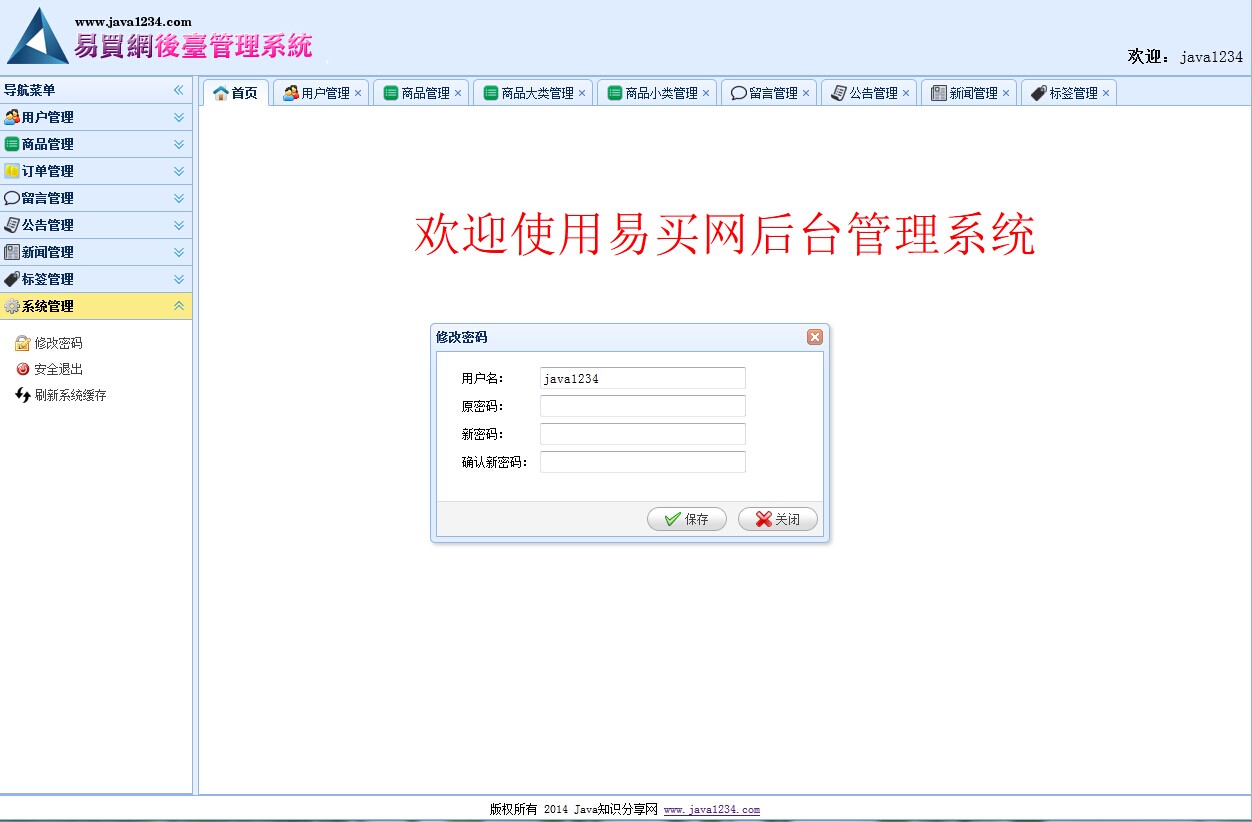 www.java1234.com
易買網後臺管理系統
欢迎: java1234
导航菜单
用户管理
商品管理
订单管理
留言管理
公告管理
新闻管理
标签管理
系统管理
修改密码
安全退出
刷新系统缓存
首页 用户管理 商品管理 商品大类管理 商品小类管理 留言管理 公告管理 新闻管理 标签管理
欢迎使用易买网后台管理系统
修改密码
用户名: java1234
原密码:
新密码:
确认新密码:
保存 关闭
版权所有 2014 Java知识分享网 www.java1234.com